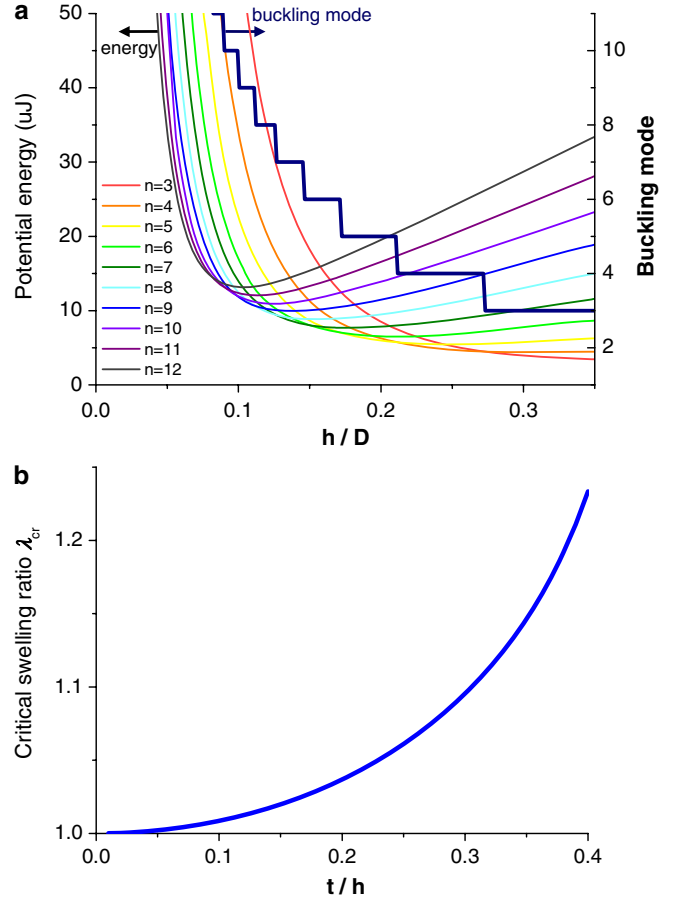 a
buckling mode
energy
50
40
30
20
10
0
Potential energy (uJ)
n=3
n=4
n=5
n=6
n=7
n=8
n=9
n=10
n=11
n=12
10
8
6
4
2
Buckling mode
0.0 0.1 0.2 0.3
h / D
b
1.2
1.1
1.0
Critical swelling ratio λcr
0.0 0.1 0.2 0.3 0.4
t / h